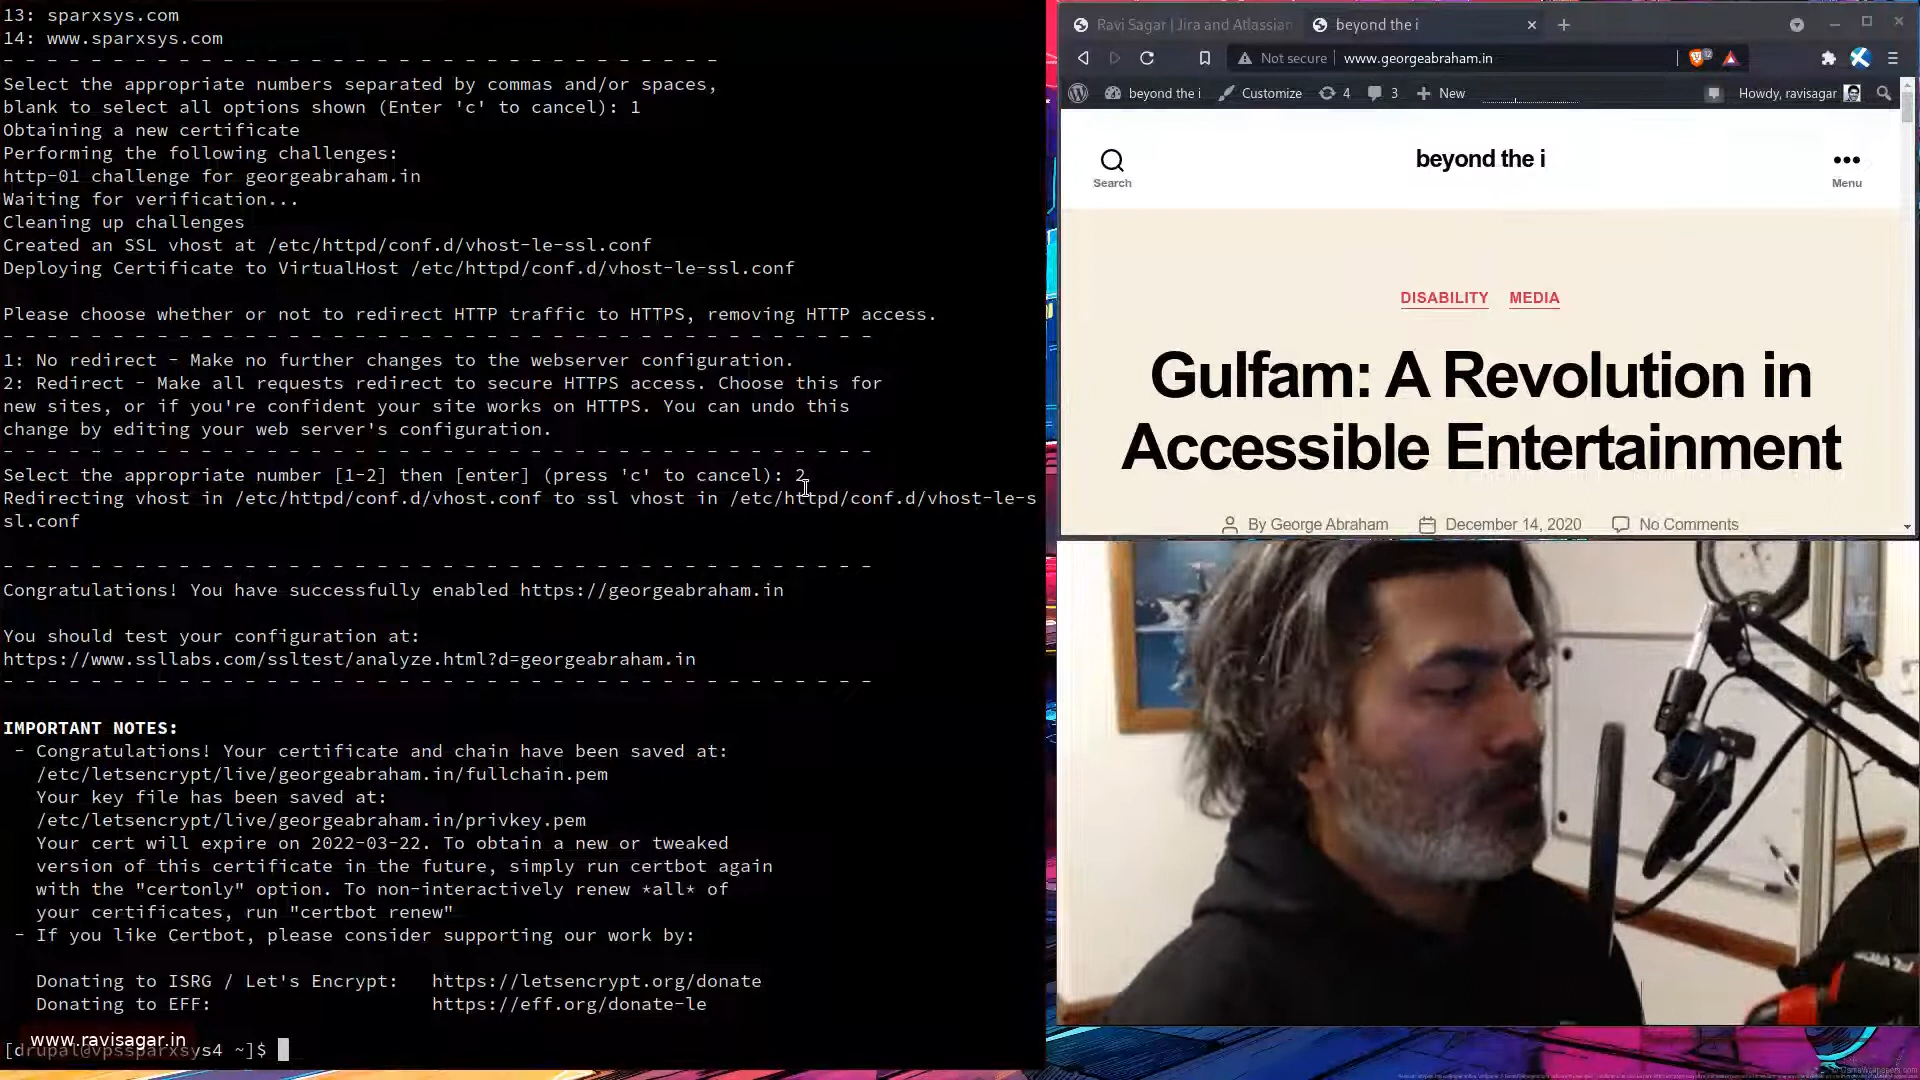 13: sparxsys.com
14: www.sparxsys.com
- - - - - - - - - - - - - - - - - - - - - - - - - - - - - - - - -
Select the appropriate numbers separated by commas and/or spaces,
blank to select all options shown (Enter 'c' to cancel): 1
Obtaining a new certificate
Performing the following challenges:
http-01 challenge for georgeabraham.in
Waiting for verification...
Cleaning up challenges
Created an SSL vhost at /etc/httpd/conf.d/vhost-le-ssl.conf
Deploying Certificate to VirtualHost /etc/httpd/conf.d/vhost-le-ssl.conf
Please choose whether or not to redirect HTTP traffic to HTTPS, removing HTTP access.
- - - - - - - - - - - - - - - - - - - - - - - - - - - - - - - - - - - - - - - -
1: No redirect - Make no further changes to the webserver configuration.
2: Redirect - Make all requests redirect to secure HTTPS access. Choose this for
new sites, or if you're confident your site works on HTTPS. You can undo this
change by editing your web server's configuration.
- - - - - - - - - - - - - - - - - - - - - - - - - - - - - - - - - - - - - - - -
Select the appropriate number [1-2] then [enter] (press 'c' to cancel): 2
Redirecting vhost in /etc/httpd/conf.d/vhost.conf to ssl vhost in /etc/httpd/conf.d/vhost-le-s
sl.conf
- - - - - - - - - - - - - - - - - - - - - - - - - - - - - - - - - - - - - - - -
Congratulations! You have successfully enabled https://georgeabraham.in
You should test your configuration at:
https://www.ssllabs.com/ssltest/analyze.html?d=georgeabraham.in
- - - - - - - - - - - - - - - - - - - - - - - - - - - - - - - - - - - - - - - -
IMPORTANT NOTES:
- Congratulations! Your certificate and chain have been saved at:
/etc/letsencrypt/live/georgeabraham.in/fullchain.pem
Your key file has been saved at:
/etc/letsencrypt/live/georgeabraham.in/privkey.pem
Your cert will expire on 2022-03-22. To obtain a new or tweaked
version of this certificate in the future, simply run certbot again
with the "certonly" option. To non-interactively renew *all* of
your certificates, run "certbot renew"
- If you like Certbot, please consider supporting our work by:
Donating to ISRG / Let's Encrypt: https://letsencrypt.org/donate
Donating to EFF: https://eff.org/donate-le
www.ravisagar.in
[drupal@vpssparxsys4 ~]$
Ravi Sagar | Jira and Atlassian
beyond the i
Not secure
www.georgeabraham.in
beyond the i Customize 4 3 New Howdy, ravisagar
Search
beyond the i
Menu
DISABILITY MEDIA
Gulfam: A Revolution in
Accessible Entertainment
By George Abraham December 14, 2020 No Comments